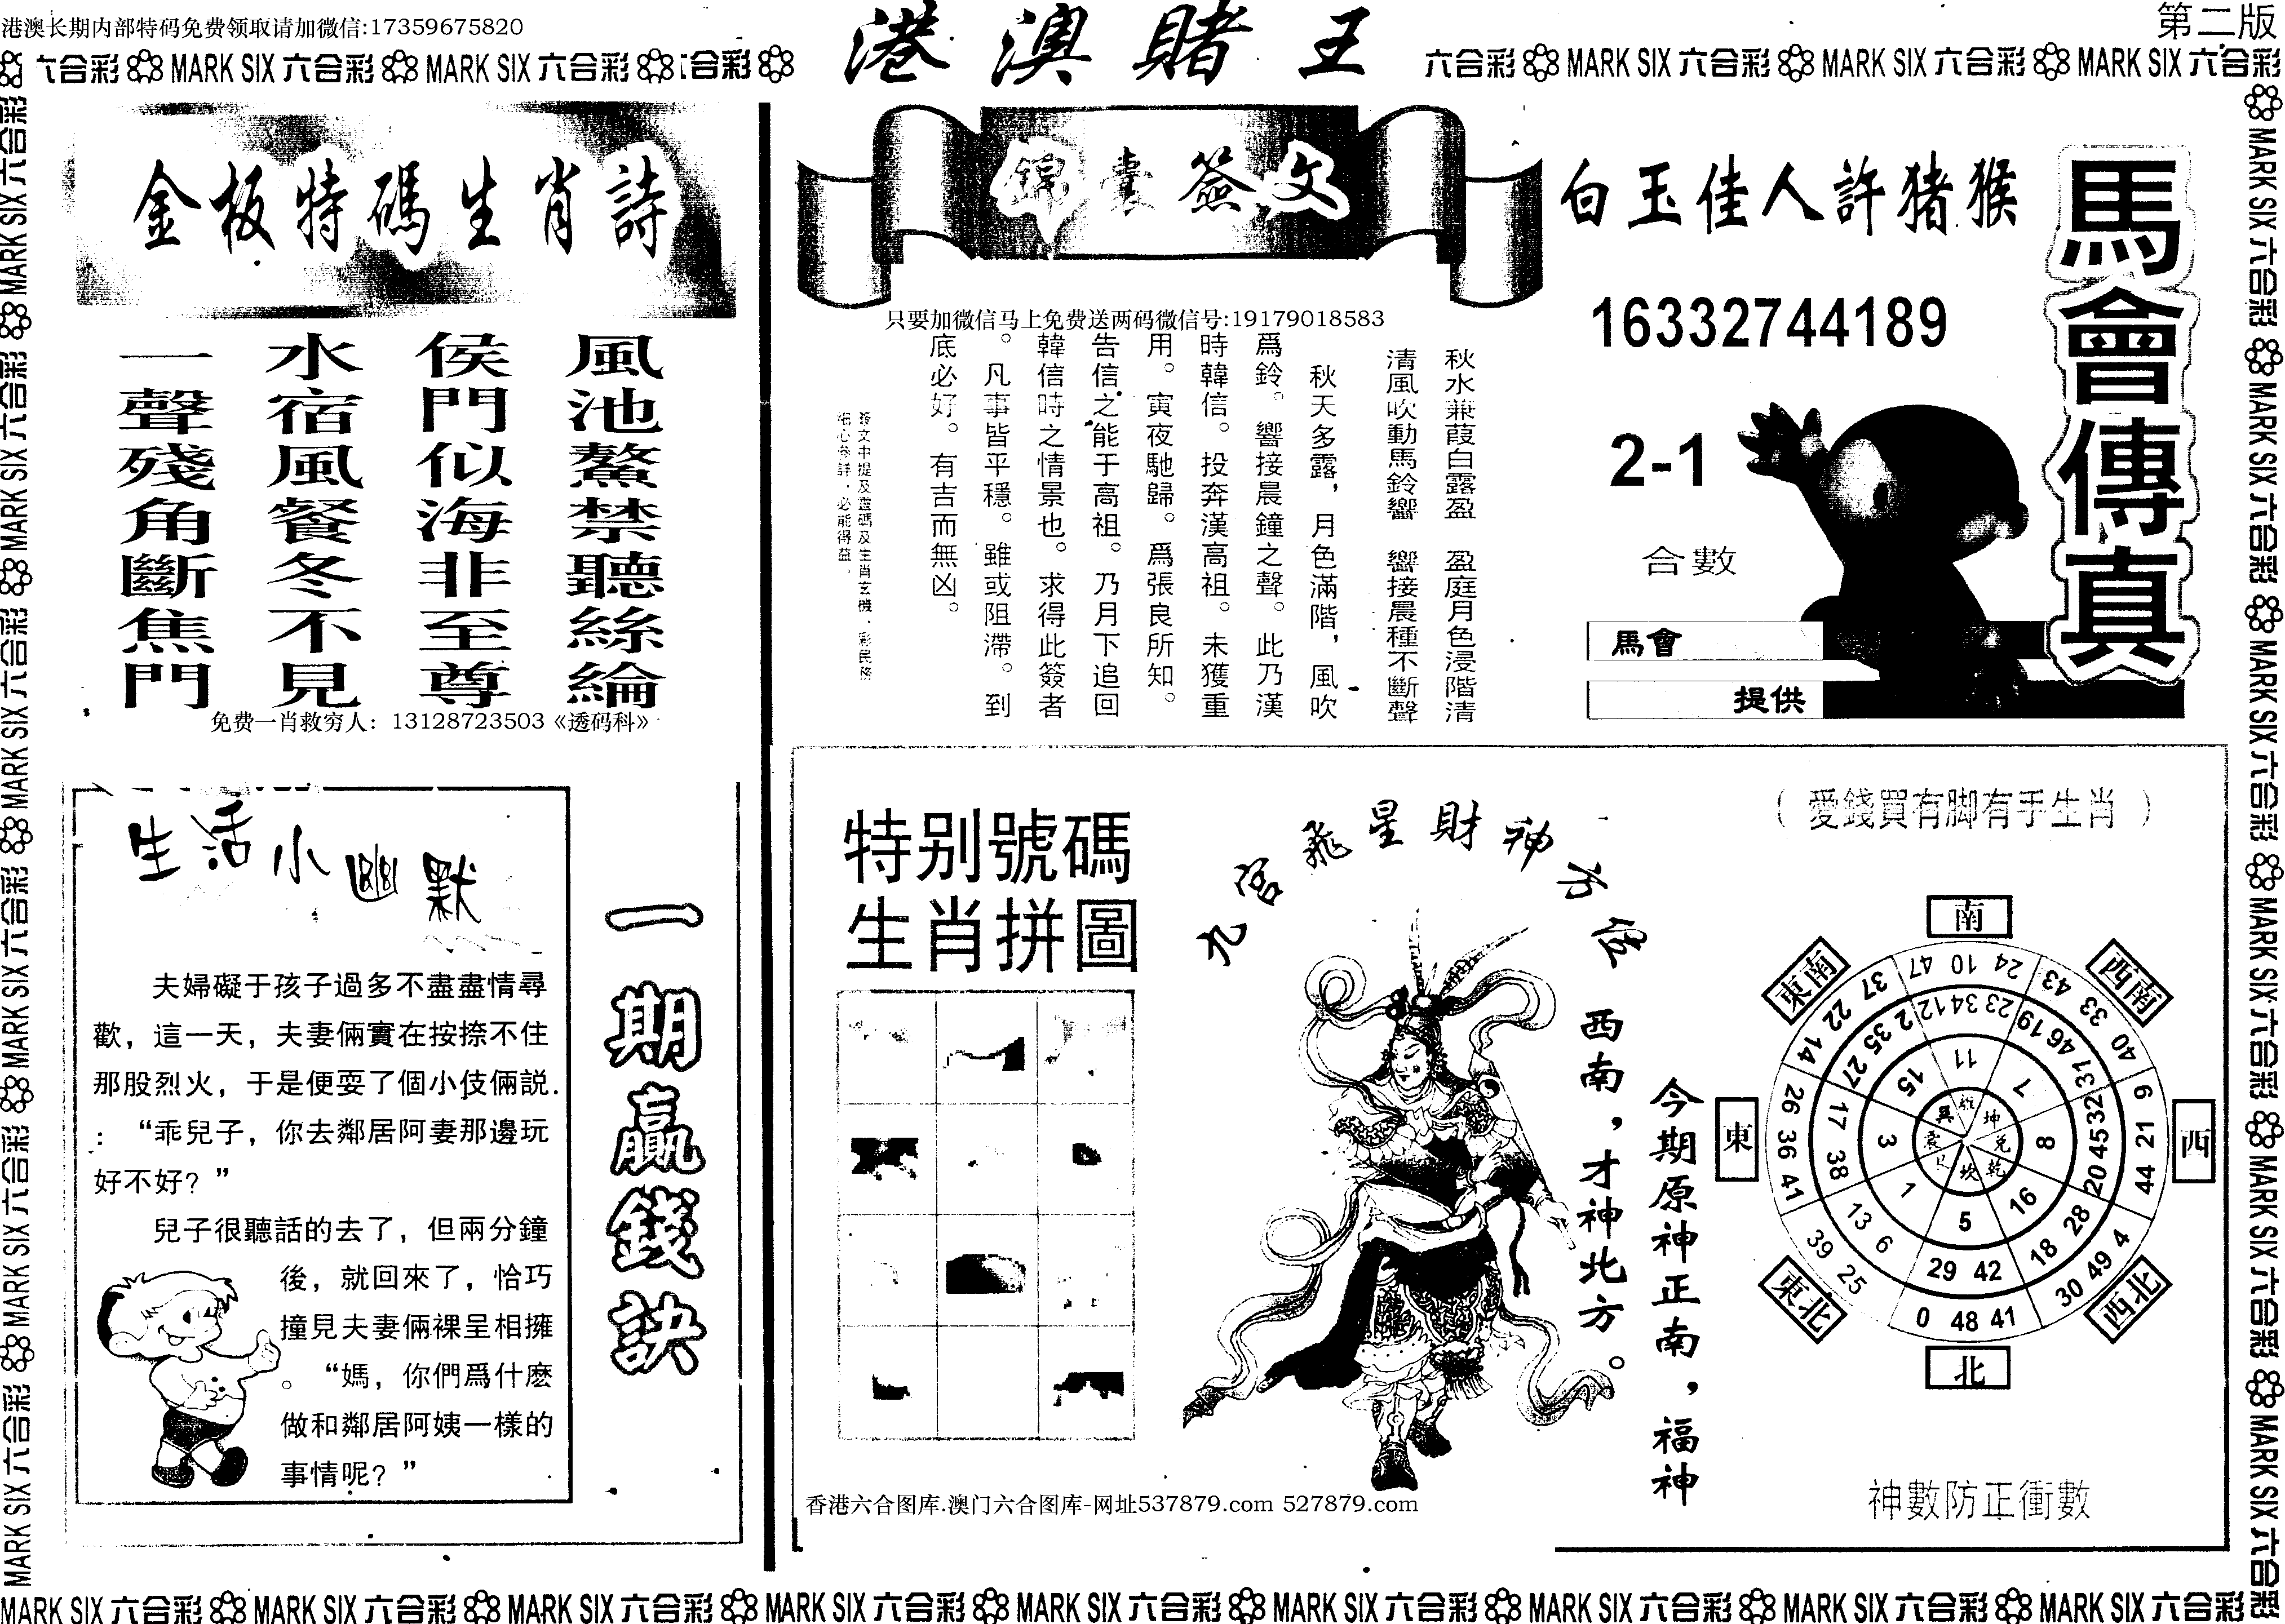 港澳长期内部特码免费领取请加微信:17359675820
港澳賭王
第二版
六合彩 MARK SIX 六合彩 MARK SIX 六合彩 六合彩
六合彩 MARK SIX 六合彩 MARK SIX 六合彩 MARK SIX 六合彩
金板特碼生肖詩
風池鰲禁聽絲綸
侯門似海非至尊
水宿風餐冬不見
一聲殘角斷焦門
免费一肖救穷人：13128723503《透码科》
錦囊簽文
只要加微信马上免费送两码微信号:19179018583
秋水兼葭白露盈　盈庭月色浸階清
清風吹動馬鈴響　響接晨種不斷聲
秋天多露，月色滿階，風吹
爲鈴。響接晨鐘之聲。此乃漢
時韓信。投奔漢高祖。未獲重
用。寅夜馳歸。爲張良所知。
告信之能于高祖。乃月下追回
韓信時之情景也。求得此簽者
。凡事皆平穩。雖或阻滯。到
底必好。有吉而無凶。
簽文中提及靈碼及生肖玄機，彩民務
細心參詳，必能得益。
白玉佳人許猪猴
16332744189
2-1
合數
馬會
提供
馬會傳真
生活小幽默
夫婦礙于孩子過多不盡盡情尋
歡，這一天，夫妻倆實在按捺不住
那股烈火，于是便耍了個小伎倆説.
：“乖兒子，你去鄰居阿妻那邊玩
好不好？”
兒子很聽話的去了，但兩分鐘
後，就回來了，恰巧
撞見夫妻倆裸呈相擁
。“媽，你們爲什麽
做和鄰居阿姨一樣的
事情呢？”
一期贏錢訣
特别號碼
生肖拼圖
九宮飛星財神方位
今期原神正南，福神
西南，才神北方。
（愛錢買有脚有手生肖）
南
西南
西
西北
北
東北
東
東南
47 10 24
43 33 40
9 21 44
4 49 30
41 48 0
25 39
41 36 26
14 22 37
12 34 23
19 46 31
32 45 20
28 18
42 29
6 13
38 17
27 35 2
11
7
8
16
5
1
3
15
坤
兌
乾
坎
震
巽
神數防正衝數
香港六合图库.澳门六合图库-网址537879.com 527879.com
MARK SIX 六合彩 MARK SIX 六合彩 MARK SIX 六合彩 MARK SIX 六合彩 MARK SIX 六合彩 MARK SIX 六合彩 MARK SIX 六合彩 MARK SIX 六合彩 MARK SIX 六合彩